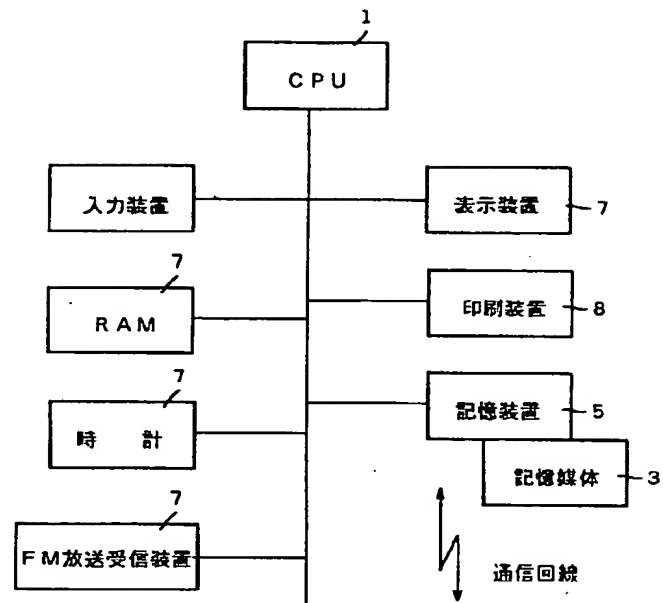 1
CPU
入力装置
表示装置
7
7
RAM
印刷装置
8
7
時 計
記憶装置
5
記憶媒体
3
7
FM放送受信装置
通信回線